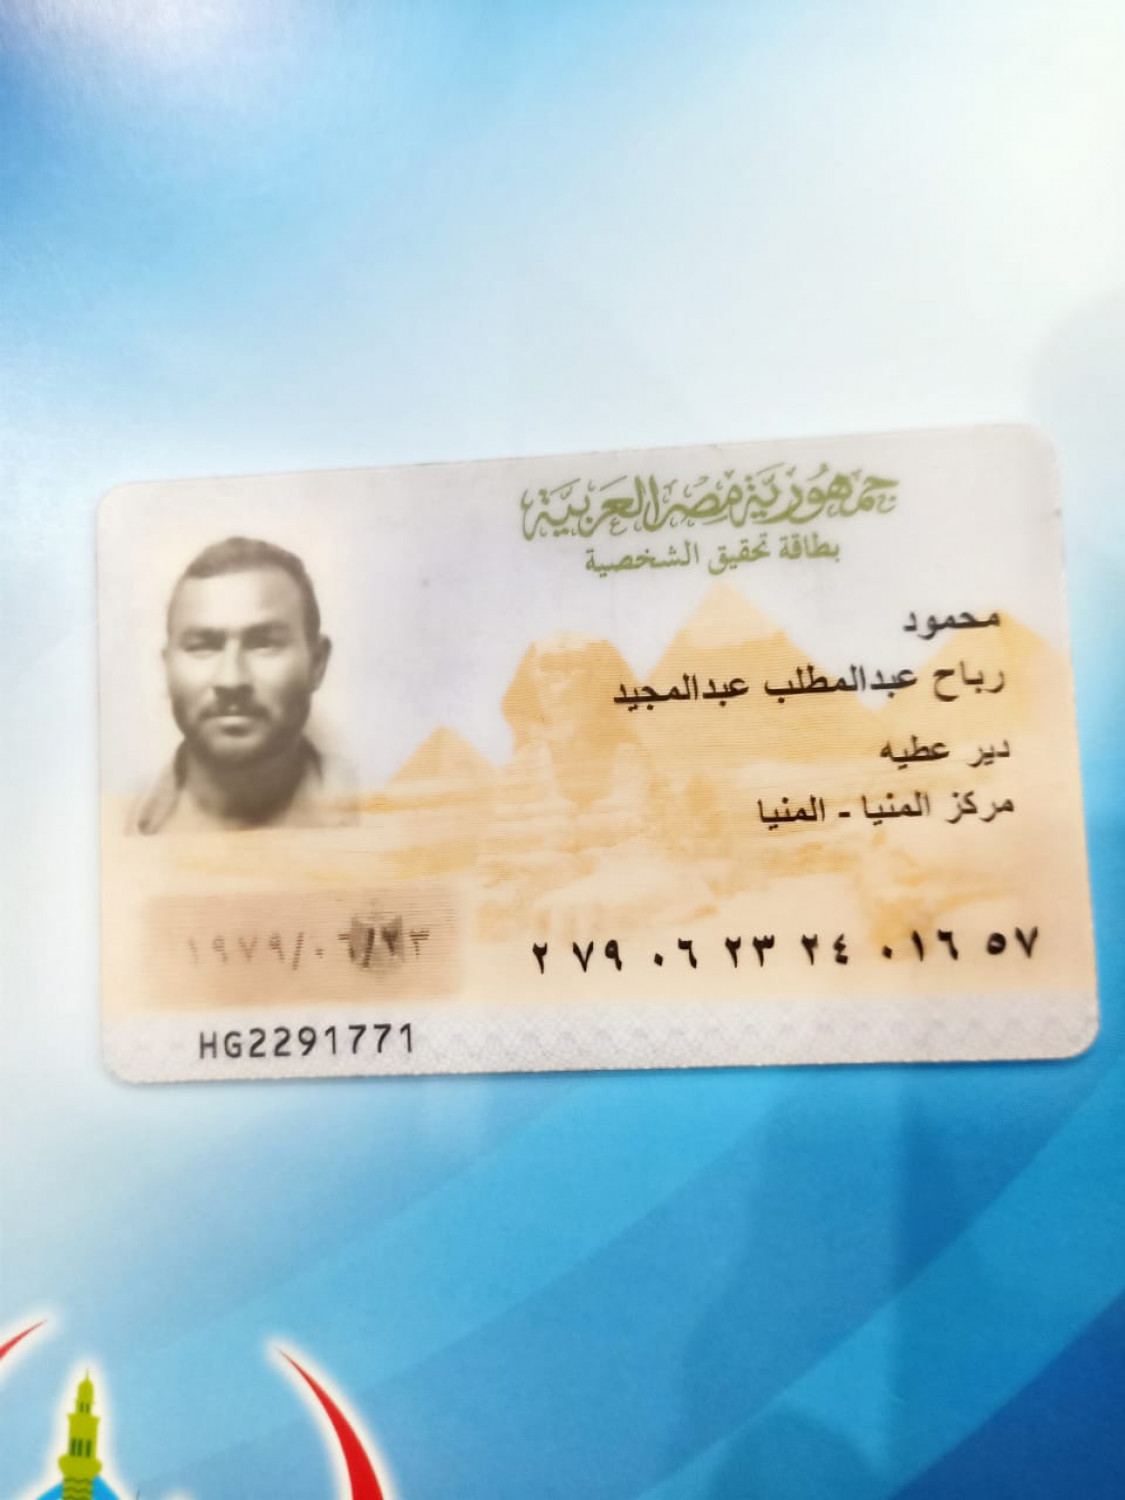 جمهورية مصر العربية
بطاقة تحقيق الشخصية
محمود
رباح عبدالمطلب عبدالمجيد
دير عطيه
مركز المنيا - المنيا
٢ ٧٩ ٠٦ ٢٣ ٢٤ ٠١٦ ٥٧
١٩٧٩/٠٦/٢٣
HG2291771